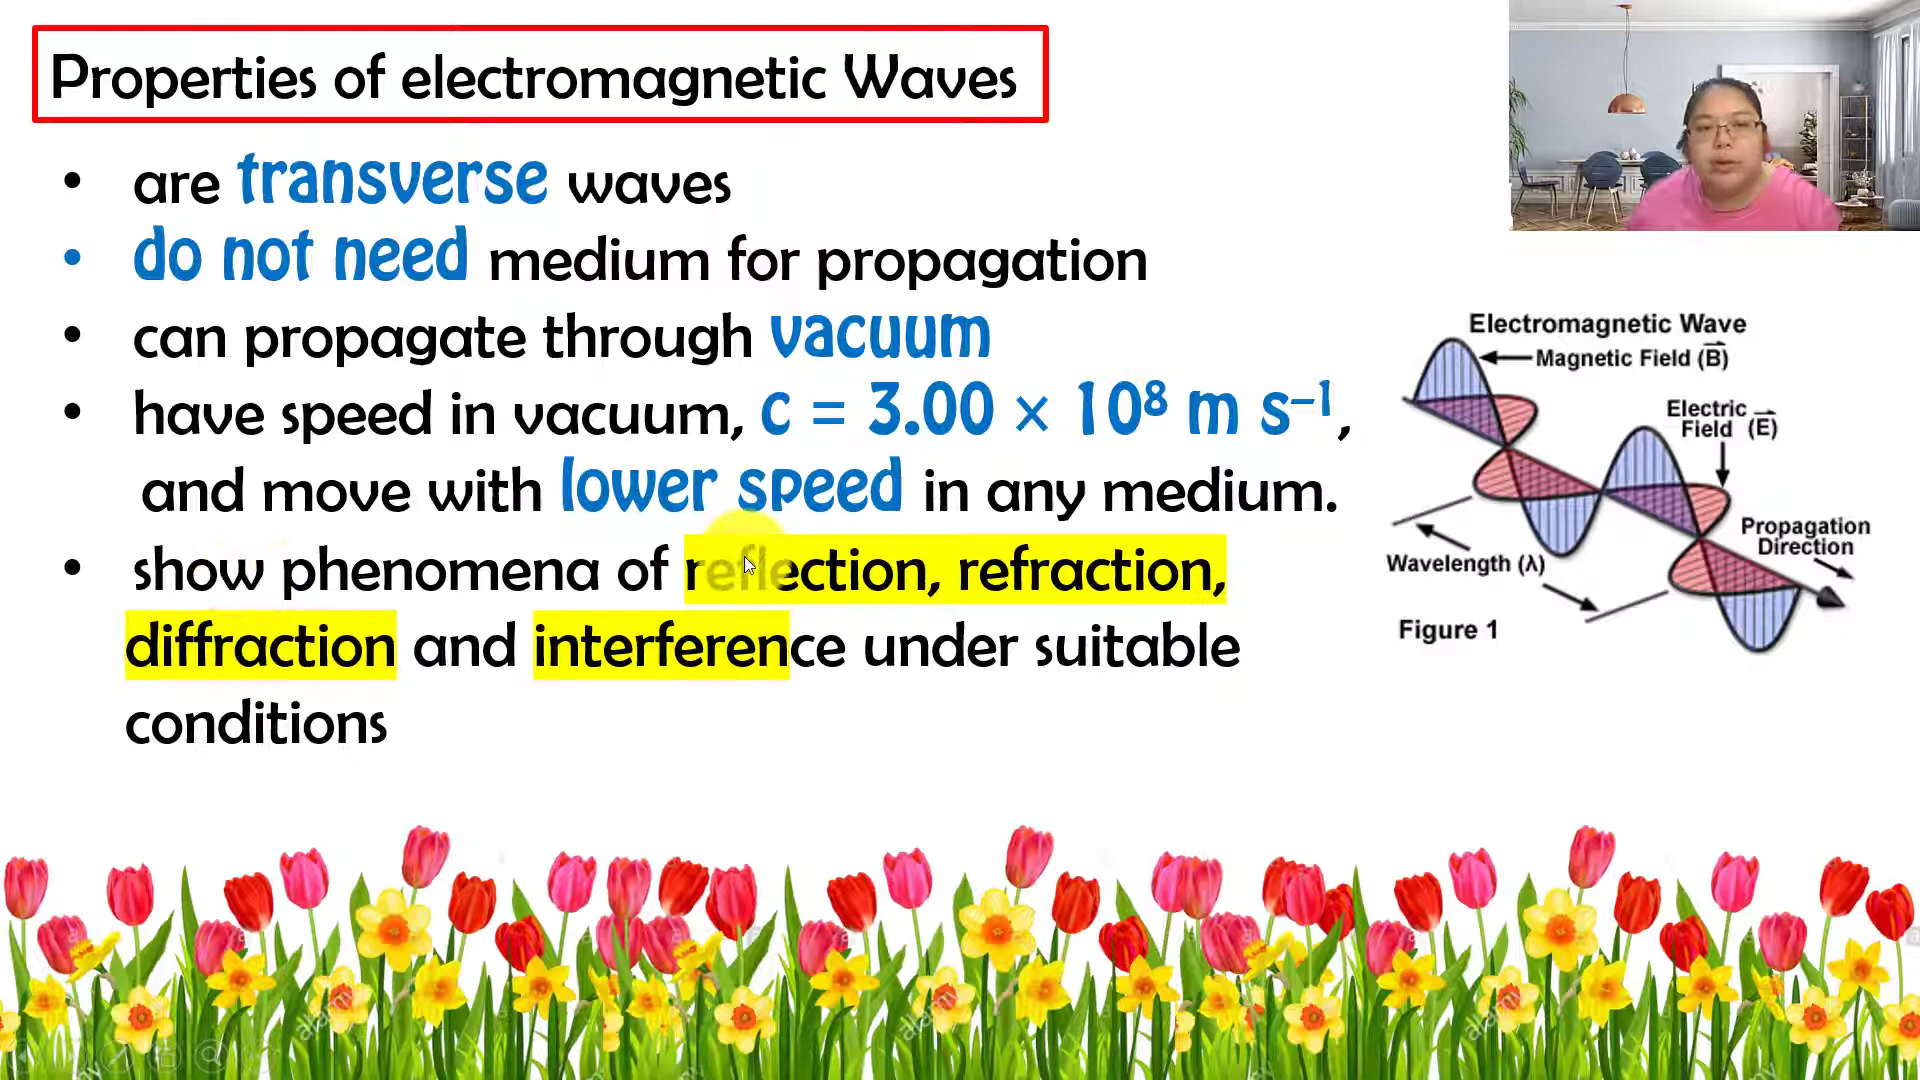 Properties of electromagnetic Waves
• are transverse waves
• do not need medium for propagation
• can propagate through vacuum
• have speed in vacuum, c = 3.00 × 10⁸ m s⁻¹,
and move with lower speed in any medium.
• show phenomena of reflection, refraction,
diffraction and interference under suitable
conditions
Electromagnetic Wave
Magnetic Field (B⃗)
Electric
Field (E⃗)
Propagation
Direction
Wavelength (λ)
Figure 1